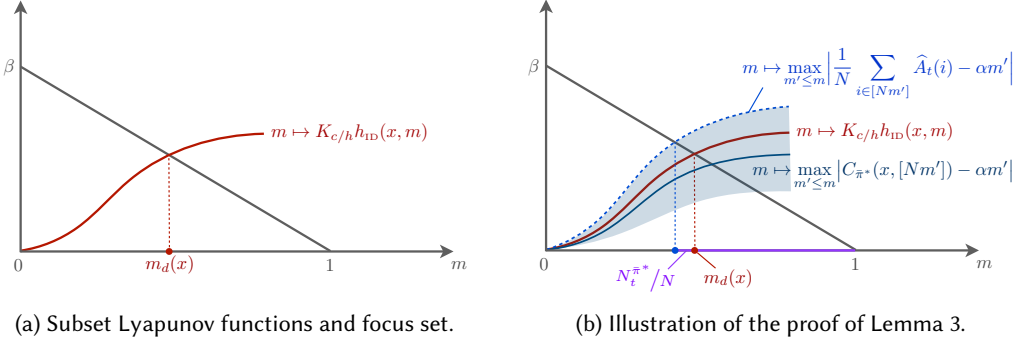 β
m ↦ K_{c/h} h_{ID}(x, m)
0
m_d(x)
1
m
(a) Subset Lyapunov functions and focus set.
β
m ↦ max_{m′≤m} |1/N ∑_{i∈[Nm′]} Â_t(i) − αm′|
m ↦ K_{c/h} h_{ID}(x, m)
m ↦ max_{m′≤m} |C_{π̄*}(x, [Nm′]) − αm′|
0
N_t^{π̄*}/N
m_d(x)
1
m
(b) Illustration of the proof of Lemma 3.